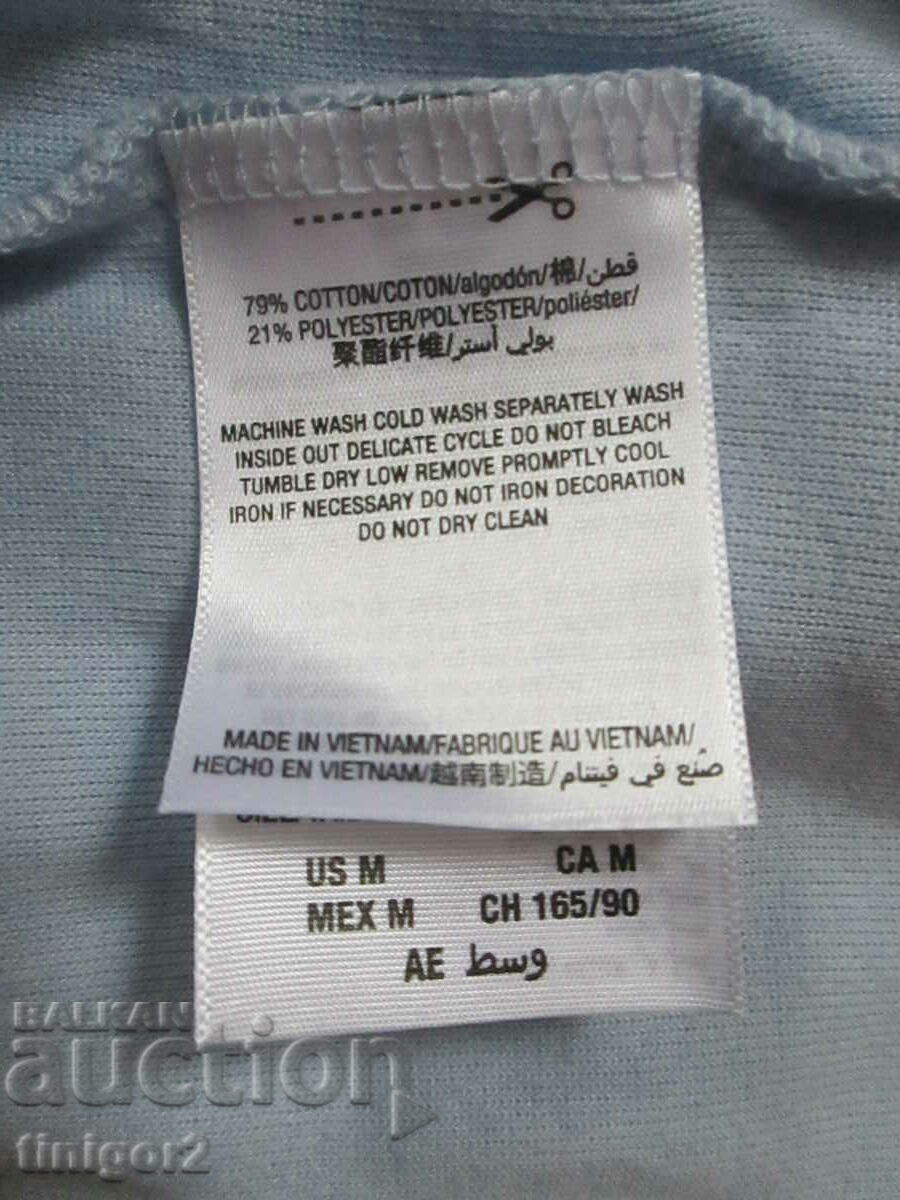 79% COTTON/COTON/algodón/棉/قطن
21% POLYESTER/POLYESTER/poliéster/
聚酯纤维/بولي أستر
MACHINE WASH COLD WASH SEPARATELY WASH
INSIDE OUT DELICATE CYCLE DO NOT BLEACH
TUMBLE DRY LOW REMOVE PROMPTLY COOL
IRON IF NECESSARY DO NOT IRON DECORATION
DO NOT DRY CLEAN
MADE IN VIETNAM/FABRIQUE AU VIETNAM/
HECHO EN VIETNAM/越南制造/صنع في فيتنام
US M CA M
MEX M CH 165/90
AE وسط
BALKAN
auction
tinigor2